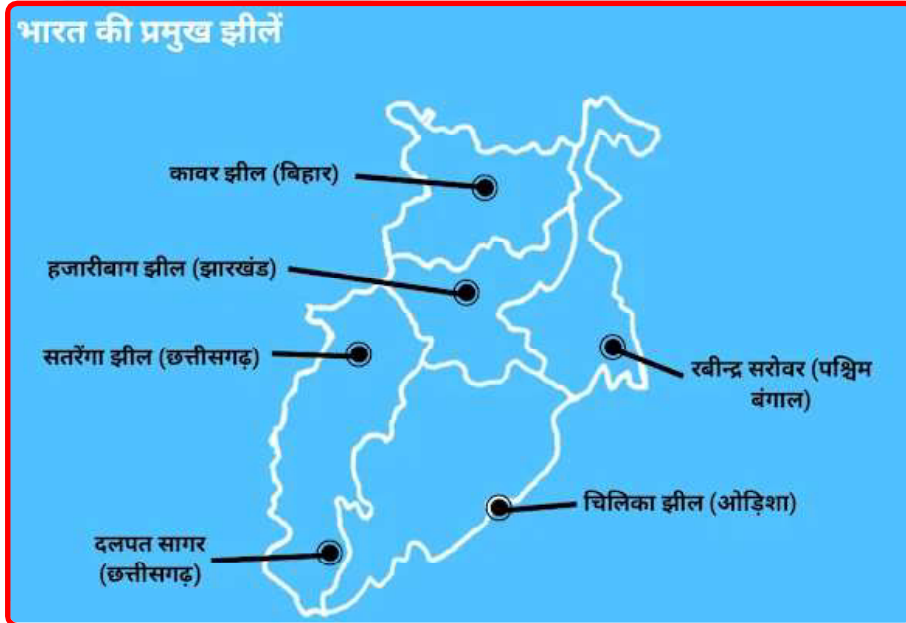 भारत की प्रमुख झीलें
कावर झील (बिहार)
हजारीबाग झील (झारखंड)
सतरेंगा झील (छत्तीसगढ़)
रबीन्द्र सरोवर (पश्चिम
बंगाल)
चिलिका झील (ओड़िशा)
दलपत सागर
(छत्तीसगढ़)